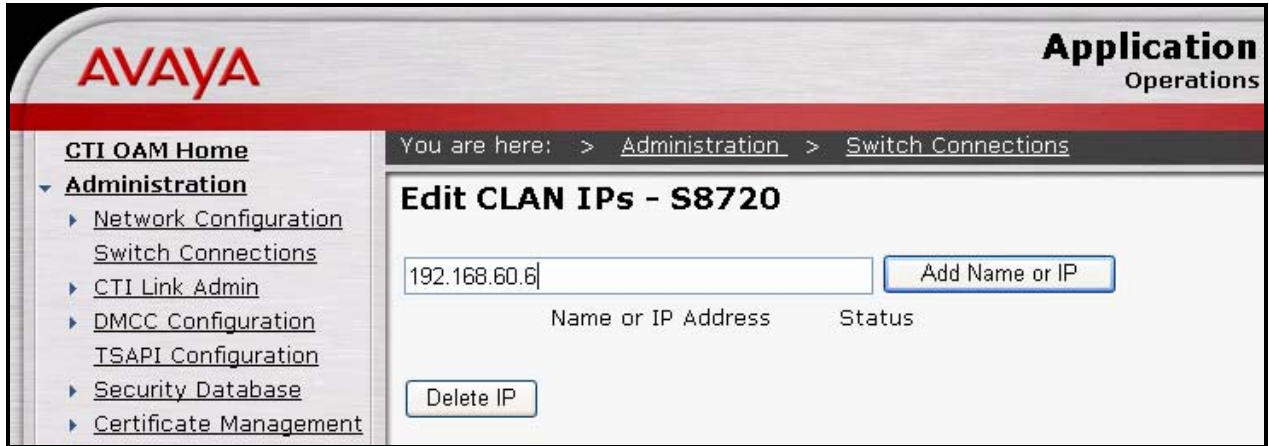 AVAYA
Application
Operations
CTI OAM Home
Administration
Network Configuration
Switch Connections
CTI Link Admin
DMCC Configuration
TSAPI Configuration
Security Database
Certificate Management
You are here: > Administration > Switch Connections
Edit CLAN IPs - S8720
192.168.60.6
Add Name or IP
Name or IP Address Status
Delete IP